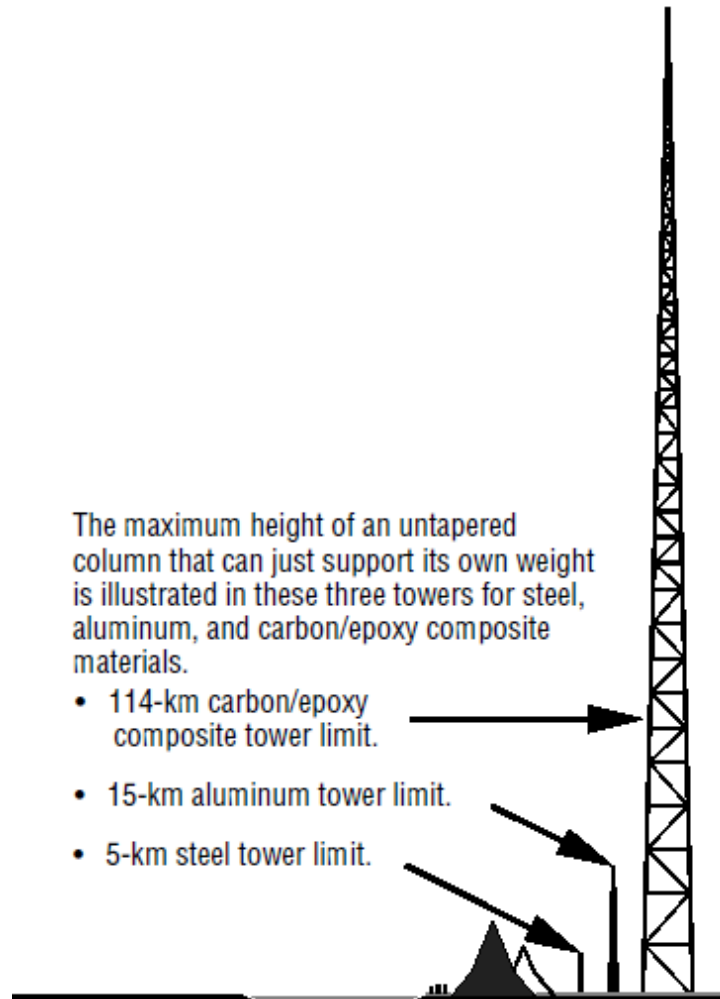 The maximum height of an untapered
column that can just support its own weight
is illustrated in these three towers for steel,
aluminum, and carbon/epoxy composite
materials.
• 114-km carbon/epoxy
composite tower limit.
• 15-km aluminum tower limit.
• 5-km steel tower limit.